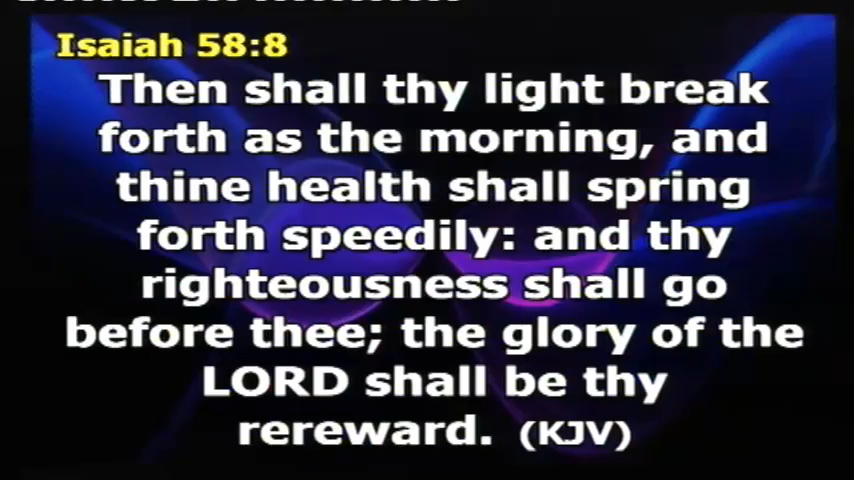 Isaiah 58:8
Then shall thy light break
forth as the morning, and
thine health shall spring
forth speedily: and thy
righteousness shall go
before thee; the glory of the
LORD shall be thy
rereward. (KJV)